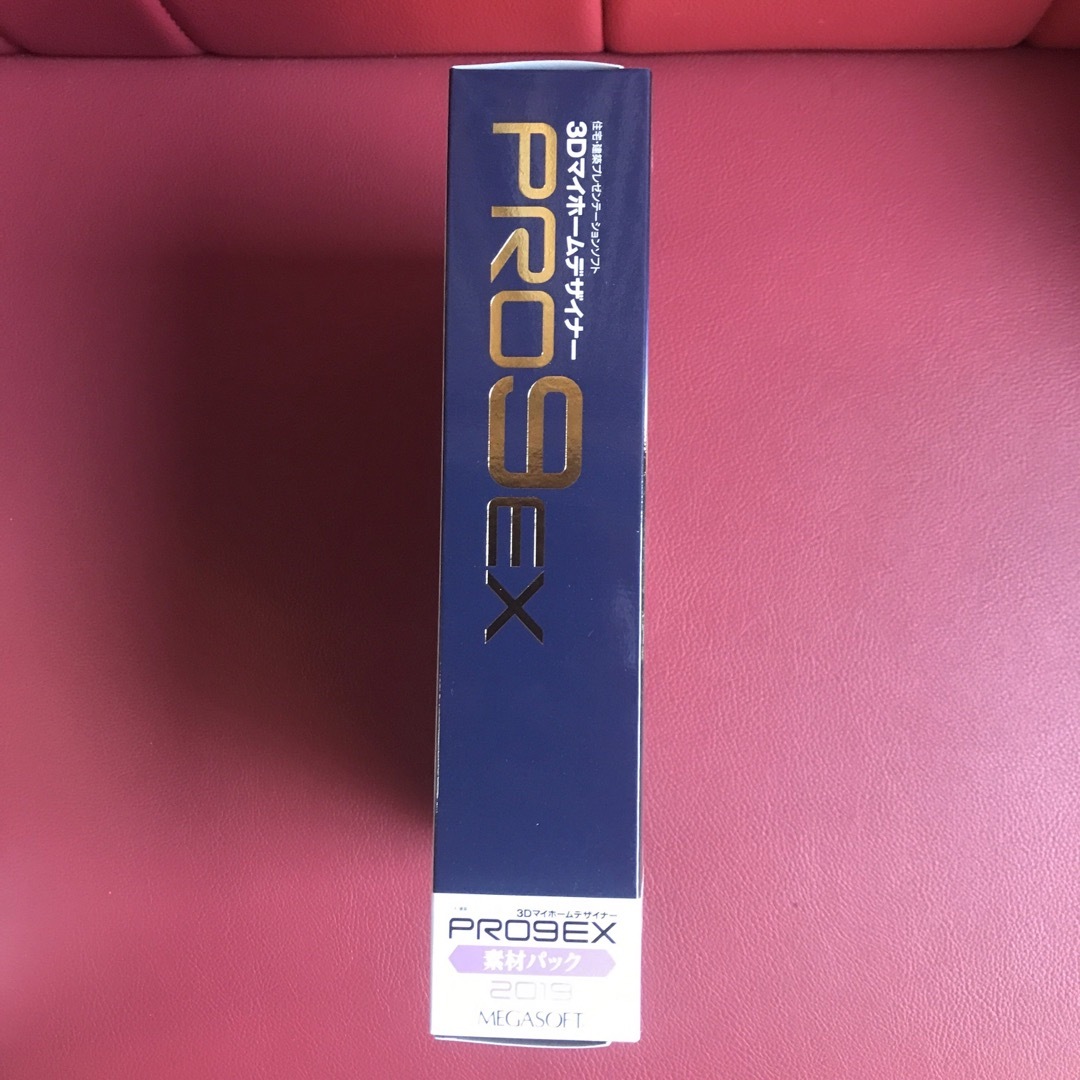 住宅・建築プレゼンテーションソフト
3Dマイホームデザイナー
PRO9EX
3Dマイホームデザイナー
PRO9EX
素材パック
2019
MEGASOFT